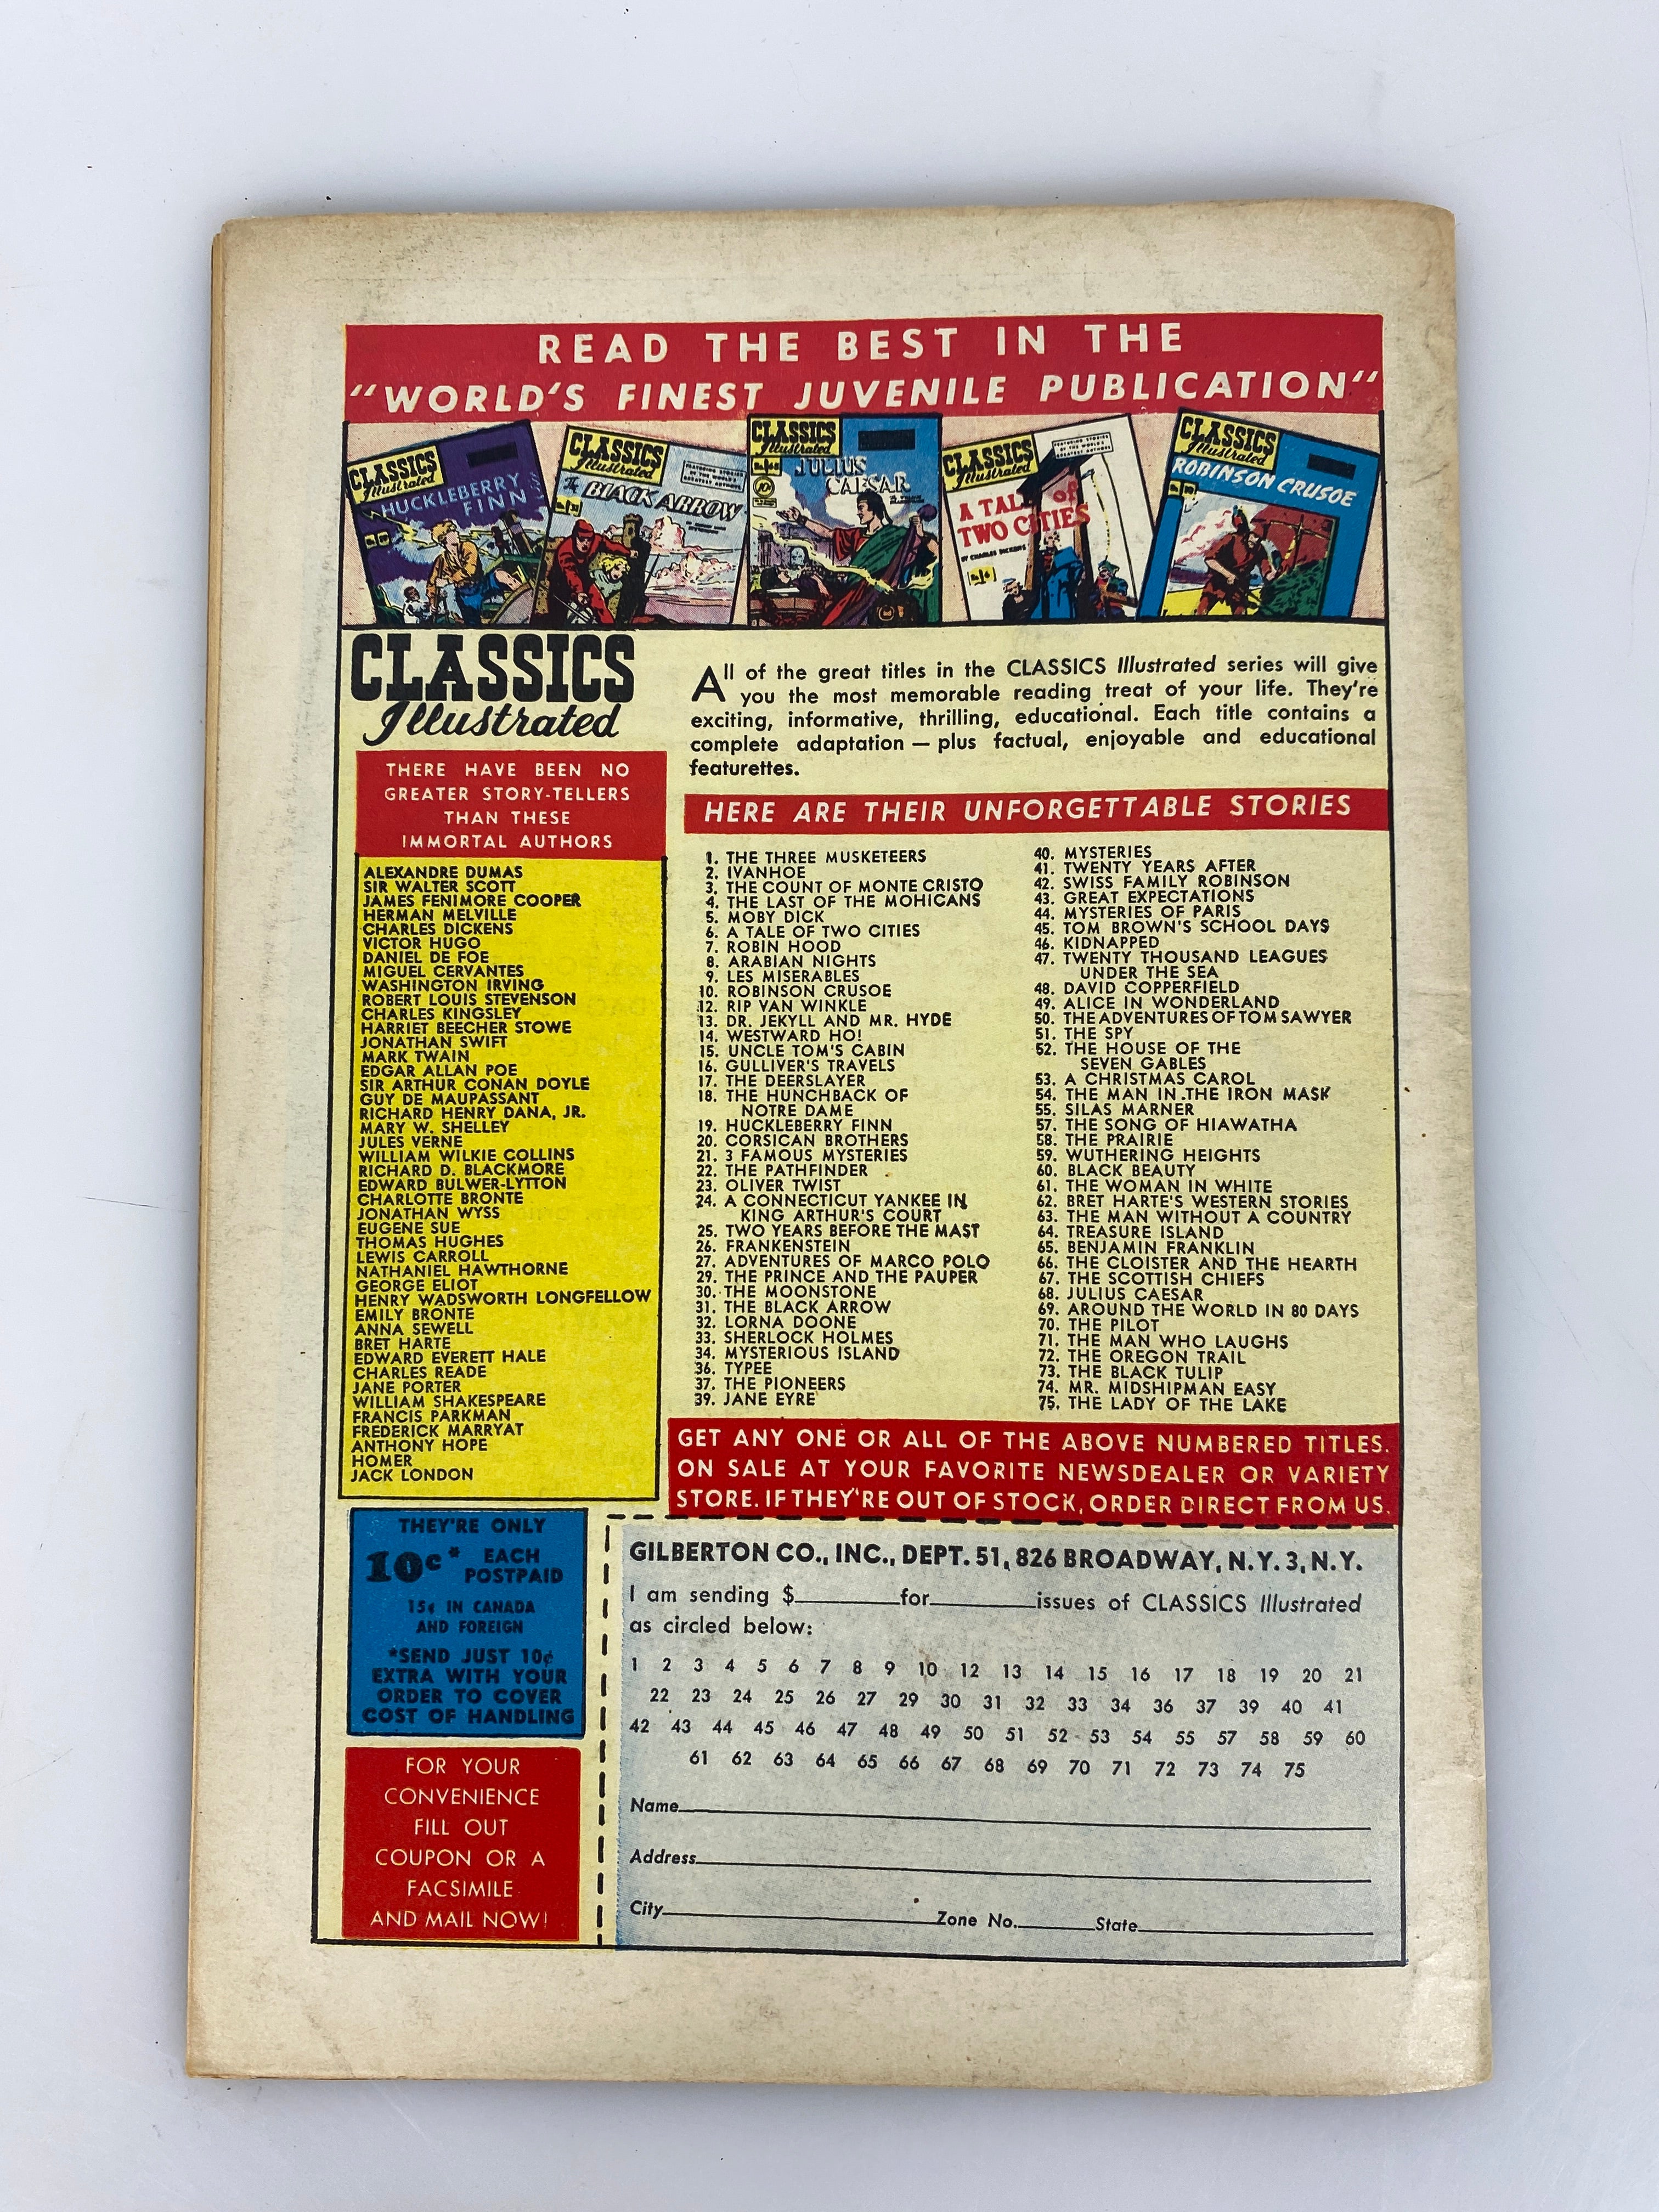 READ THE BEST IN THE
"WORLD'S FINEST JUVENILE PUBLICATION"
CLASSICS
Illustrated
HUCKLEBERRY
FINN
CLASSICS
Illustrated
FEATURING STORIES
BY THE WORLD'S
GREATEST AUTHORS
The
BLACK ARROW
CLASSICS
Illustrated
No. 68
10¢
JULIUS
CAESAR
CLASSICS
Illustrated
FEATURING STORIES
BY THE WORLD'S
GREATEST AUTHORS
A TALE of
TWO CITIES
BY CHARLES DICKENS
No. 6
CLASSICS
Illustrated
ROBINSON CRUSOE
CLASSICS
Illustrated
All of the great titles in the CLASSICS Illustrated series will give
you the most memorable reading treat of your life. They're
exciting, informative, thrilling, educational. Each title contains a
complete adaptation — plus factual, enjoyable and educational
featurettes.
THERE HAVE BEEN NO
GREATER STORY-TELLERS
THAN THESE
IMMORTAL AUTHORS
ALEXANDRE DUMAS
SIR WALTER SCOTT
JAMES FENIMORE COOPER
HERMAN MELVILLE
CHARLES DICKENS
VICTOR HUGO
DANIEL DE FOE
MIGUEL CERVANTES
WASHINGTON IRVING
ROBERT LOUIS STEVENSON
CHARLES KINGSLEY
HARRIET BEECHER STOWE
JONATHAN SWIFT
MARK TWAIN
EDGAR ALLAN POE
SIR ARTHUR CONAN DOYLE
GUY DE MAUPASSANT
RICHARD HENRY DANA, JR.
MARY W. SHELLEY
JULES VERNE
WILLIAM WILKIE COLLINS
RICHARD D. BLACKMORE
EDWARD BULWER-LYTTON
CHARLOTTE BRONTE
JONATHAN WYSS
EUGENE SUE
THOMAS HUGHES
LEWIS CARROLL
NATHANIEL HAWTHORNE
GEORGE ELIOT
HENRY WADSWORTH LONGFELLOW
EMILY BRONTE
ANNA SEWELL
BRET HARTE
EDWARD EVERETT HALE
CHARLES READE
JANE PORTER
WILLIAM SHAKESPEARE
FRANCIS PARKMAN
FREDERICK MARRYAT
ANTHONY HOPE
HOMER
JACK LONDON
HERE ARE THEIR UNFORGETTABLE STORIES
1. THE THREE MUSKETEERS
2. IVANHOE
3. THE COUNT OF MONTE CRISTO
4. THE LAST OF THE MOHICANS
5. MOBY DICK
6. A TALE OF TWO CITIES
7. ROBIN HOOD
8. ARABIAN NIGHTS
9. LES MISERABLES
10. ROBINSON CRUSOE
12. RIP VAN WINKLE
13. DR. JEKYLL AND MR. HYDE
14. WESTWARD HO!
15. UNCLE TOM'S CABIN
16. GULLIVER'S TRAVELS
17. THE DEERSLAYER
18. THE HUNCHBACK OF
NOTRE DAME
19. HUCKLEBERRY FINN
20. CORSICAN BROTHERS
21. 3 FAMOUS MYSTERIES
22. THE PATHFINDER
23. OLIVER TWIST
24. A CONNECTICUT YANKEE IN
KING ARTHUR'S COURT
25. TWO YEARS BEFORE THE MAST
26. FRANKENSTEIN
27. ADVENTURES OF MARCO POLO
29. THE PRINCE AND THE PAUPER
30. THE MOONSTONE
31. THE BLACK ARROW
32. LORNA DOONE
33. SHERLOCK HOLMES
34. MYSTERIOUS ISLAND
36. TYPEE
37. THE PIONEERS
39. JANE EYRE
40. MYSTERIES
41. TWENTY YEARS AFTER
42. SWISS FAMILY ROBINSON
43. GREAT EXPECTATIONS
44. MYSTERIES OF PARIS
45. TOM BROWN'S SCHOOL DAYS
46. KIDNAPPED
47. TWENTY THOUSAND LEAGUES
UNDER THE SEA
48. DAVID COPPERFIELD
49. ALICE IN WONDERLAND
50. THE ADVENTURES OF TOM SAWYER
51. THE SPY
52. THE HOUSE OF THE
SEVEN GABLES
53. A CHRISTMAS CAROL
54. THE MAN IN THE IRON MASK
55. SILAS MARNER
57. THE SONG OF HIAWATHA
58. THE PRAIRIE
59. WUTHERING HEIGHTS
60. BLACK BEAUTY
61. THE WOMAN IN WHITE
62. BRET HARTE'S WESTERN STORIES
63. THE MAN WITHOUT A COUNTRY
64. TREASURE ISLAND
65. BENJAMIN FRANKLIN
66. THE CLOISTER AND THE HEARTH
67. THE SCOTTISH CHIEFS
68. JULIUS CAESAR
69. AROUND THE WORLD IN 80 DAYS
70. THE PILOT
71. THE MAN WHO LAUGHS
72. THE OREGON TRAIL
73. THE BLACK TULIP
74. MR. MIDSHIPMAN EASY
75. THE LADY OF THE LAKE
GET ANY ONE OR ALL OF THE ABOVE NUMBERED TITLES.
ON SALE AT YOUR FAVORITE NEWSDEALER OR VARIETY
STORE. IF THEY'RE OUT OF STOCK, ORDER DIRECT FROM US.
THEY'RE ONLY
10¢* EACH
POSTPAID
15¢ IN CANADA
AND FOREIGN
*SEND JUST 10¢
EXTRA WITH YOUR
ORDER TO COVER
COST OF HANDLING
FOR YOUR
CONVENIENCE
FILL OUT
COUPON OR A
FACSIMILE
AND MAIL NOW!
GILBERTON CO., INC., DEPT. 51, 826 BROADWAY, N.Y. 3, N.Y.
I am sending $ for issues of CLASSICS Illustrated
as circled below:
1 2 3 4 5 6 7 8 9 10 12 13 14 15 16 17 18 19 20 21
22 23 24 25 26 27 29 30 31 32 33 34 36 37 39 40 41
42 43 44 45 46 47 48 49 50 51 52 53 54 55 57 58 59 60
61 62 63 64 65 66 67 68 69 70 71 72 73 74 75
Name
Address
City Zone No. State